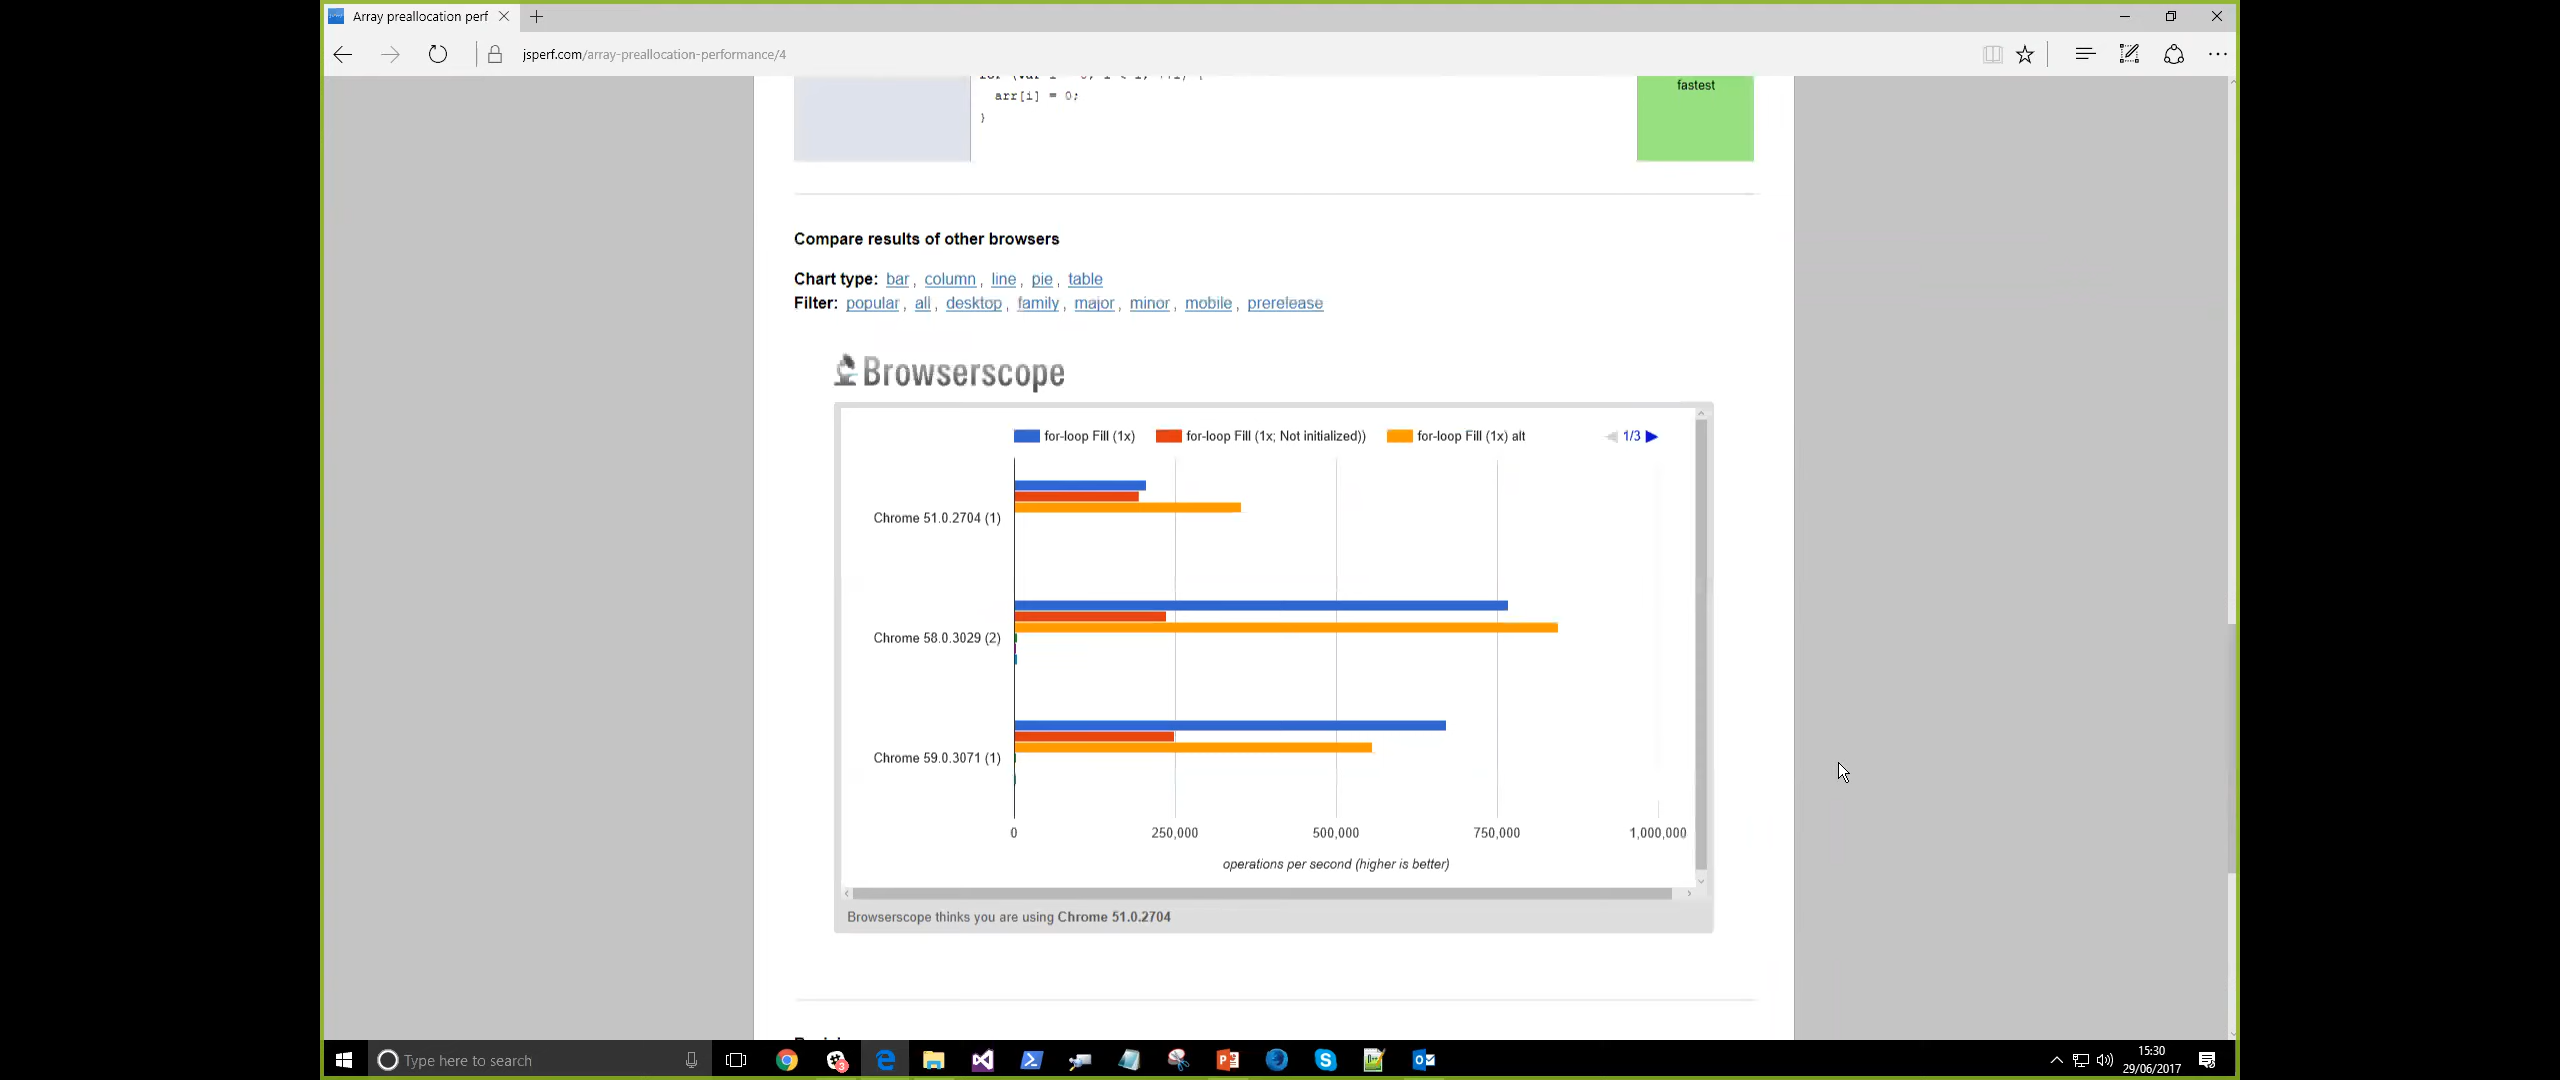 Array preallocation perf
jsperf.com/array-preallocation-performance/4
arr[i] = 0;
}
fastest
Compare results of other browsers
Chart type: bar, column, line, pie, table
Filter: popular, all, desktop, family, major, minor, mobile, prerelease
Browserscope
for-loop Fill (1x) for-loop Fill (1x; Not initialized)) for-loop Fill (1x) alt 1/3
Chrome 51.0.2704 (1)
Chrome 58.0.3029 (2)
Chrome 59.0.3071 (1)
0 250,000 500,000 750,000 1,000,000
operations per second (higher is better)
Browserscope thinks you are using Chrome 51.0.2704
Type here to search
3
15:30
29/06/2017